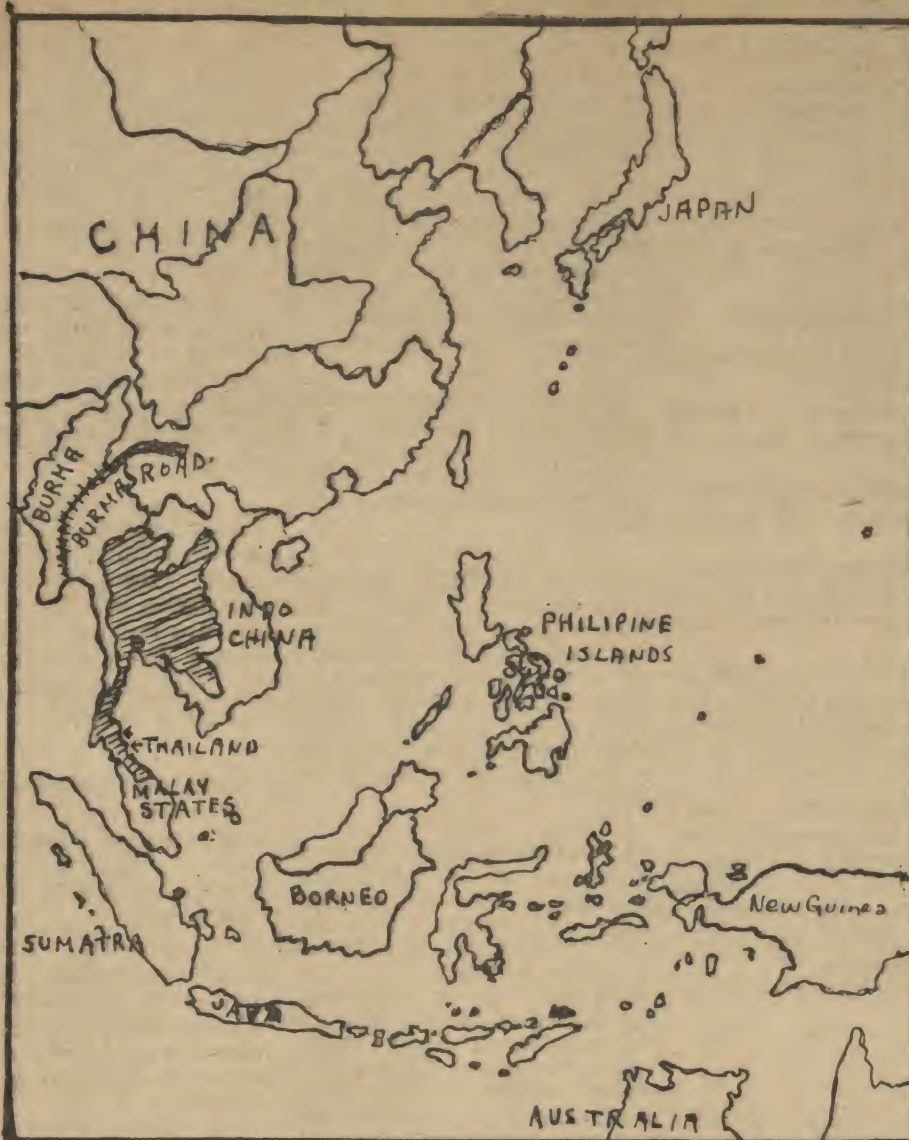 CHINA
JAPAN
BURMA
BURMA ROAD
INDO
CHINA
PHILIPINE
ISLANDS
THAILAND
MALAY
STATES
BORNEO
New Guinea
SUMATRA
JAVA
AUSTRALIA